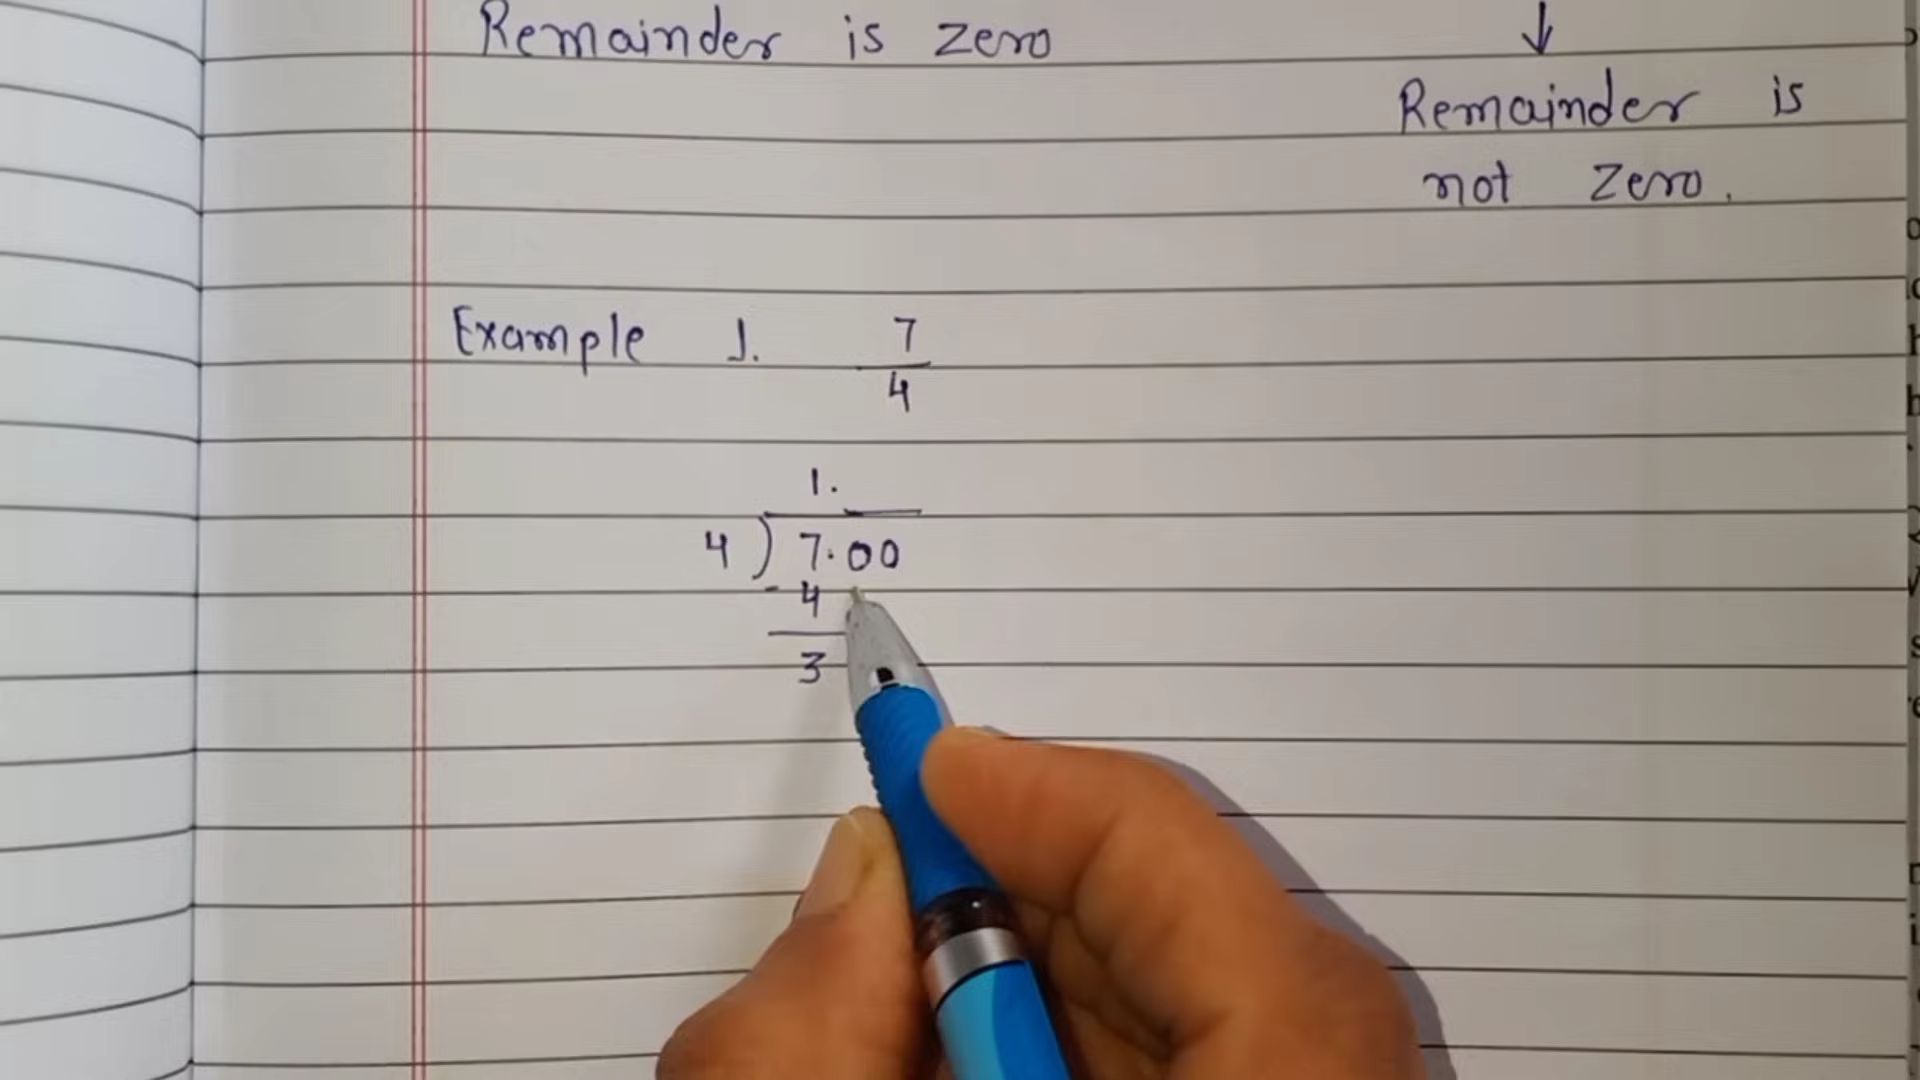 Remainder is zero
↓
Remainder is
not zero.
Example 1. 7
4
1.
4 ) 7.00
- 4
3